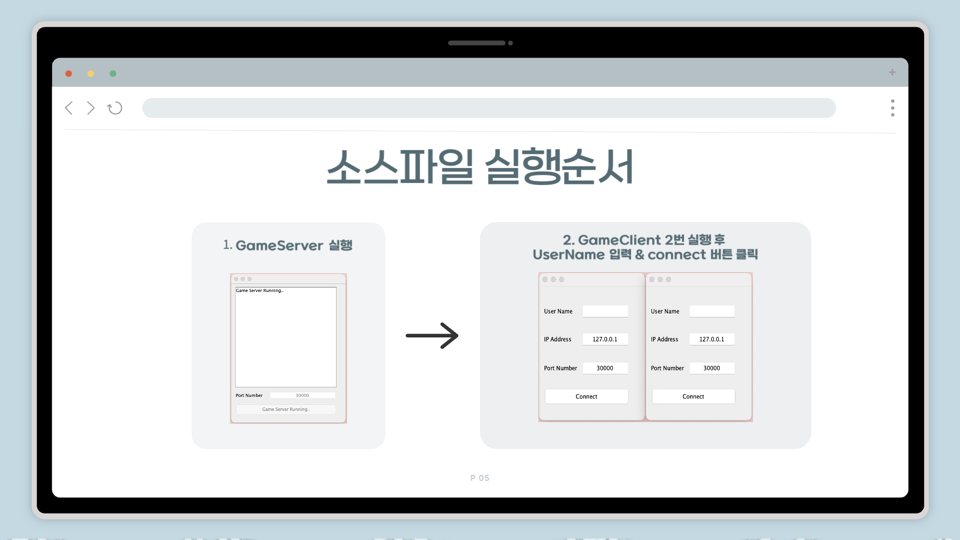 소스파일 실행순서
1. GameServer 실행
Game Server Running..
Port Number 30000
Game Server Running..
2. GameClient 2번 실행 후
UserName 입력 & connect 버튼 클릭
User Name
IP Address 127.0.0.1
Port Number 30000
Connect
User Name
IP Address 127.0.0.1
Port Number 30000
Connect
P 05